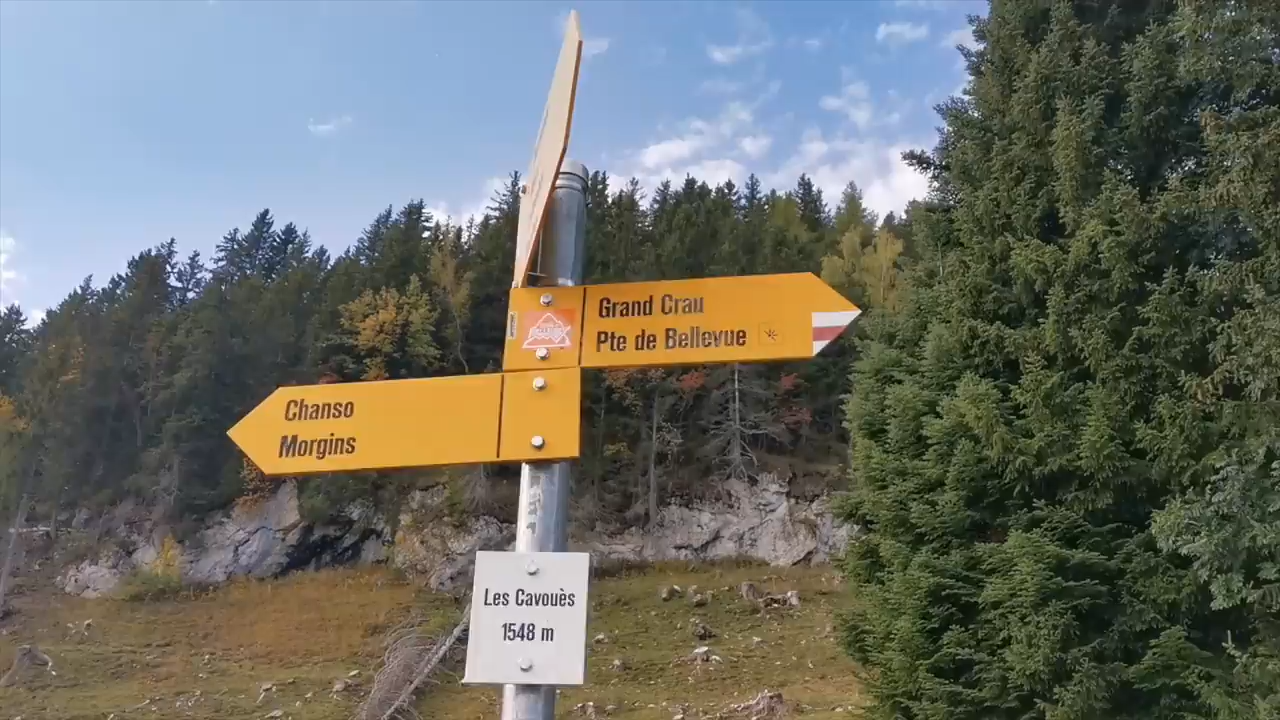 Grand Crau
Pte de Bellevue
Chanso
Morgins
Les Cavouès
1548 m